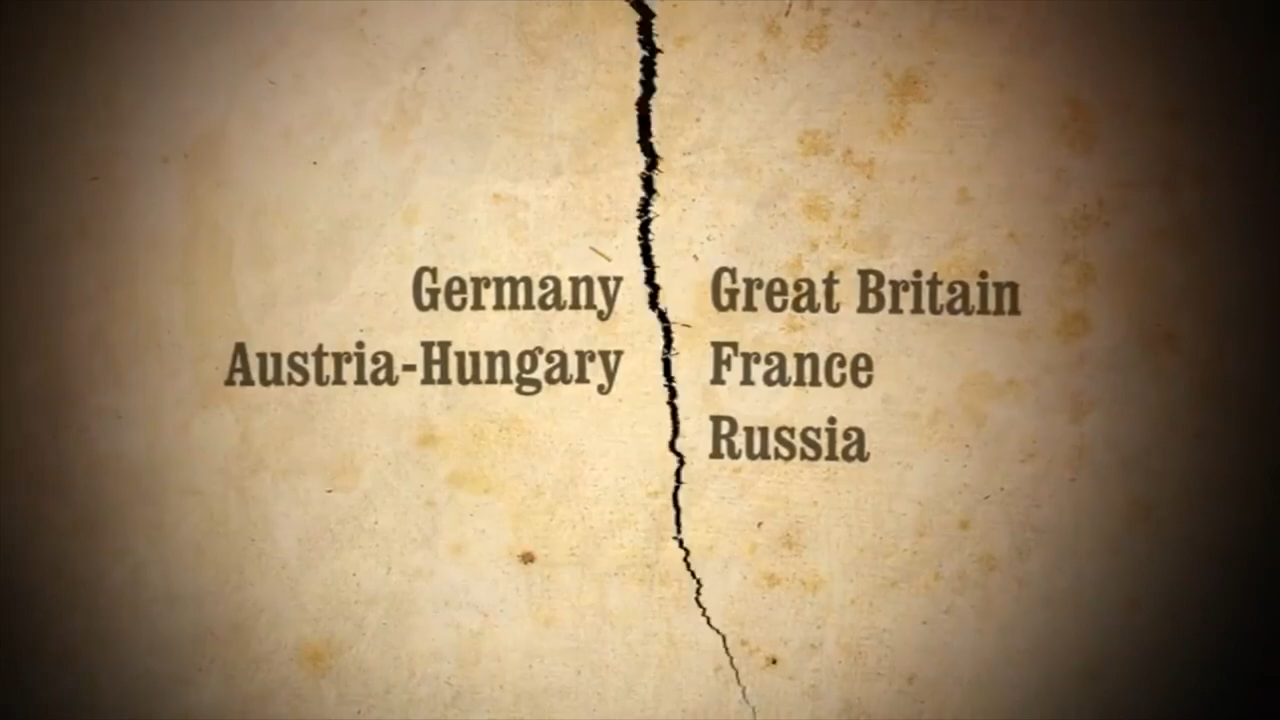 Germany
Austria-Hungary
Great Britain
France
Russia